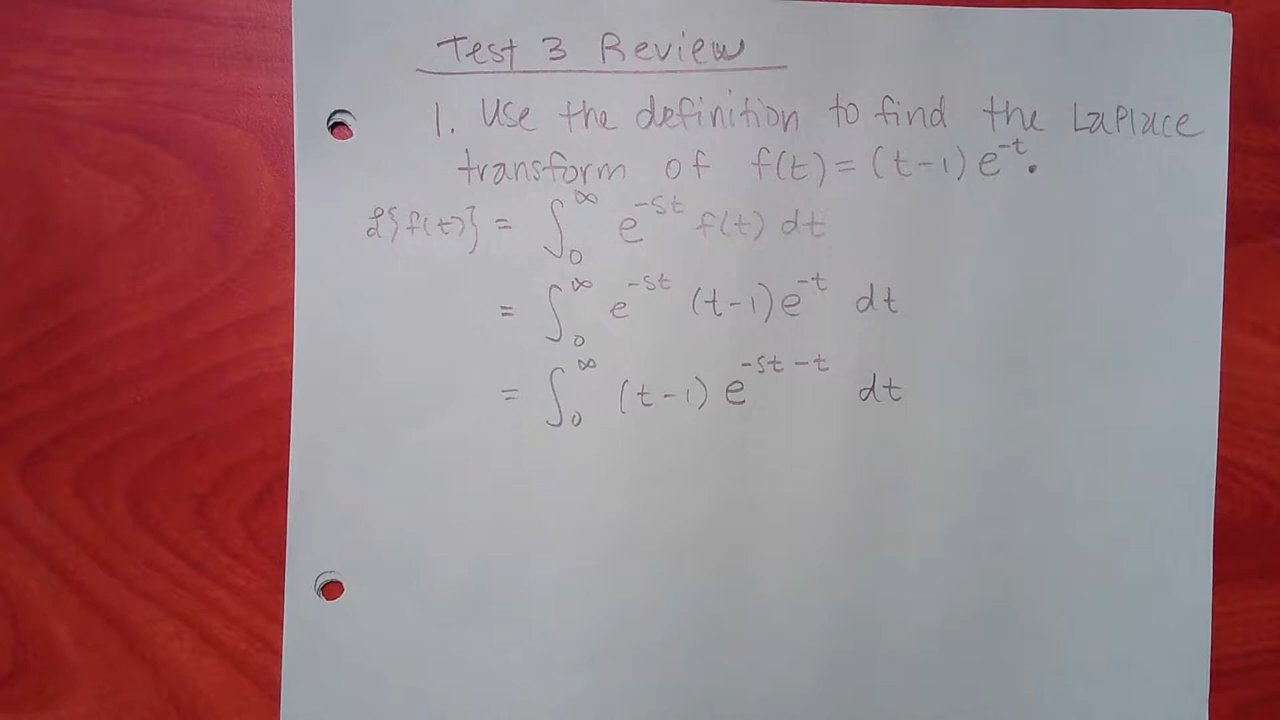 Test 3 Review
1. Use the definition to find the LaPlace
transform of f(t) = (t-1) e^{-t}.
ℒ{f(t)} = ∫_0^∞ e^{-st} f(t) dt
= ∫_0^∞ e^{-st} (t-1) e^{-t} dt
= ∫_0^∞ (t-1) e^{-st-t} dt